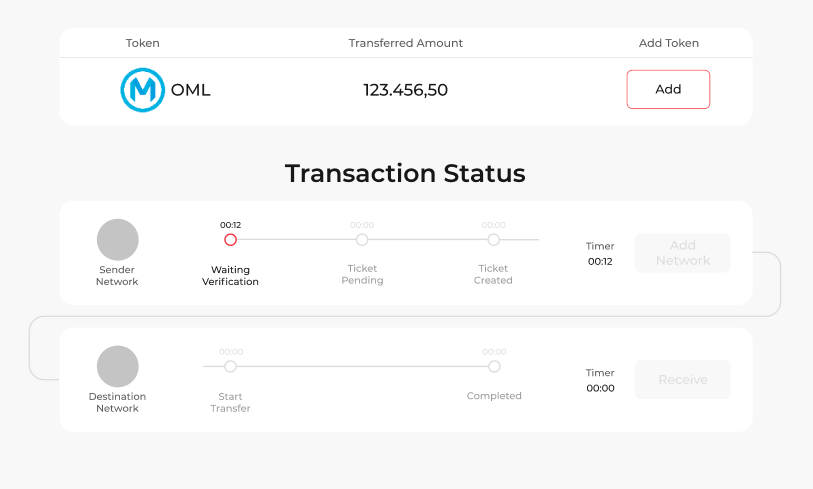 Token Transferred Amount Add Token
OML 123.456,50 Add
Transaction Status
00:12 00:00 00:00
Sender
Network
Waiting
Verification
Ticket
Pending
Ticket
Created
Timer
00:12
Add
Network
00:00 00:00
Destination
Network
Start
Transfer
Completed
Timer
00:00
Receive